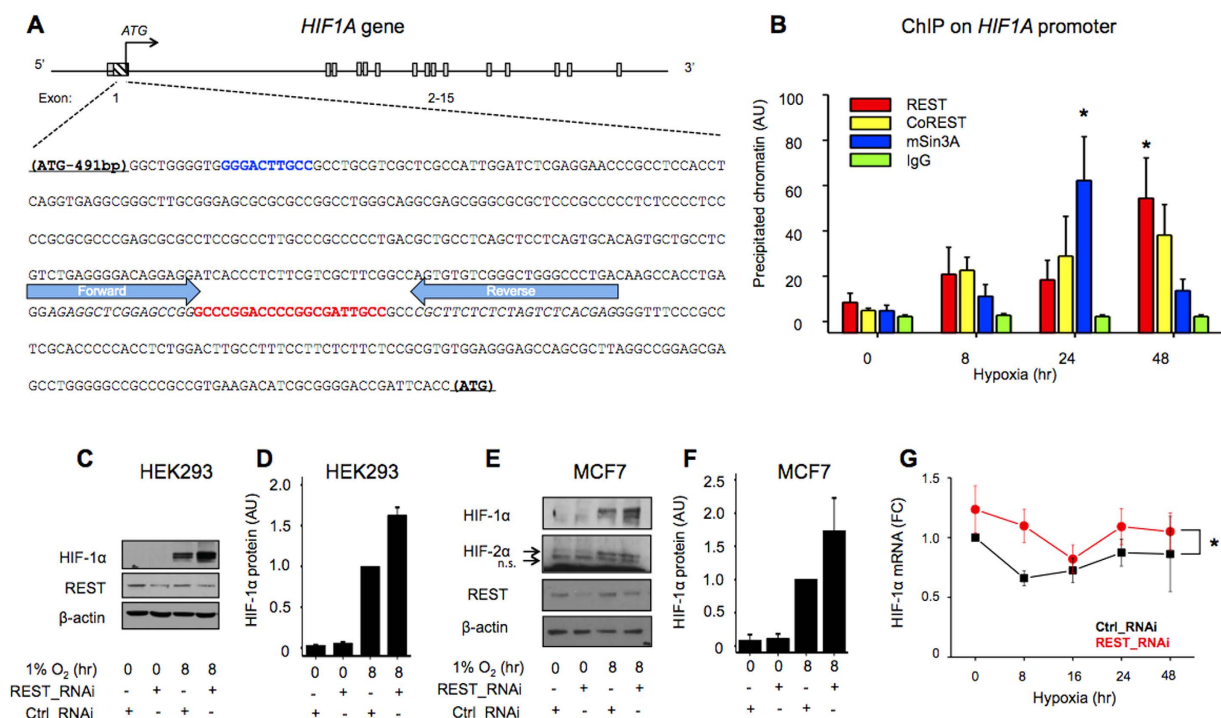 A
HIF1A gene
ATG
5'
3'
Exon:
1
2-15
(ATG-491bp)GGCTGGGGTGGGGACTTGCCGCCTGCGTCGCTCGCCATTGGATCTCGAGGAACCCGCCTCCACCT
CAGGTGAGGCGGGCTTGCGGGAGCGCGCGCCGGCCTGGGCAGGCGAGCGGGCGCGCTCCCGCCCCCTCTCCCCTCC
CCGCGCGCCCGAGCGCGCCTCCGCCCTTGCCCGCCCCCTGACGCTGCCTCAGCTCCTCAGTGCACAGTGCTGCCTC
GTCTGAGGGGACAGGAGGATCACCCTCTTCGTCGCTTCGGCCAGTGTGTCGGGCTGGGCCCTGACAAGCCACCTGA
Forward
Reverse
GGAGAGGCTCGGAGCCGGGCCCGGACCCCGGCGATTGCCGCCCGCTTCTCTCTAGTCTCACGAGGGGTTTCCCGCC
TCGCACCCCCACCTCTGGACTTGCCTTTCCTTCTCTTCTCCGCGTGTGGAGGGAGCCAGCGCTTAGGCCGGAGCGA
GCCTGGGGGCCGCCCGCCGTGAAGACATCGCGGGGACCGATTCACC(ATG)
B
ChIP on HIF1A promoter
Precipitated chromatin (AU)
100
80
60
40
20
0
REST
CoREST
mSin3A
IgG
*
*
0
8
24
48
Hypoxia (hr)
C
HEK293
HIF-1α
REST
β-actin
1% O2 (hr) 0 0 8 8
REST_RNAi - + - +
Ctrl_RNAi + - + -
D
HEK293
HIF-1α protein (AU)
2.0
1.5
1.0
0.5
0.0
0 0 8 8
- + - +
+ - + -
E
MCF7
HIF-1α
HIF-2α
n.s.
REST
β-actin
1% O2 (hr) 0 0 8 8
REST_RNAi - + - +
Ctrl_RNAi + - + -
F
MCF7
HIF-1α protein (AU)
2.5
2.0
1.5
1.0
0.5
0.0
0 0 8 8
- + - +
+ - + -
G
HIF-1α mRNA (FC)
1.5
1.0
0.5
0.0
*
Ctrl_RNAi
REST_RNAi
0
8
16
24
48
Hypoxia (hr)